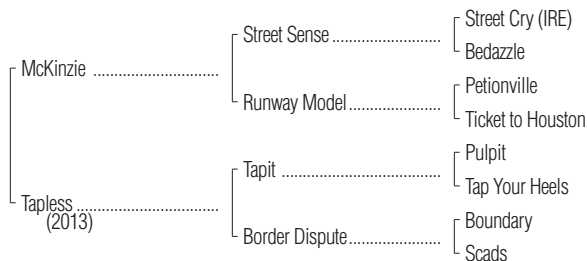 Street Cry (IRE)
Street Sense
Bedazzle
McKinzie
Petionville
Runway Model
Ticket to Houston
Pulpit
Tapit
Tap Your Heels
Tapless
(2013)
Boundary
Border Dispute
Scads